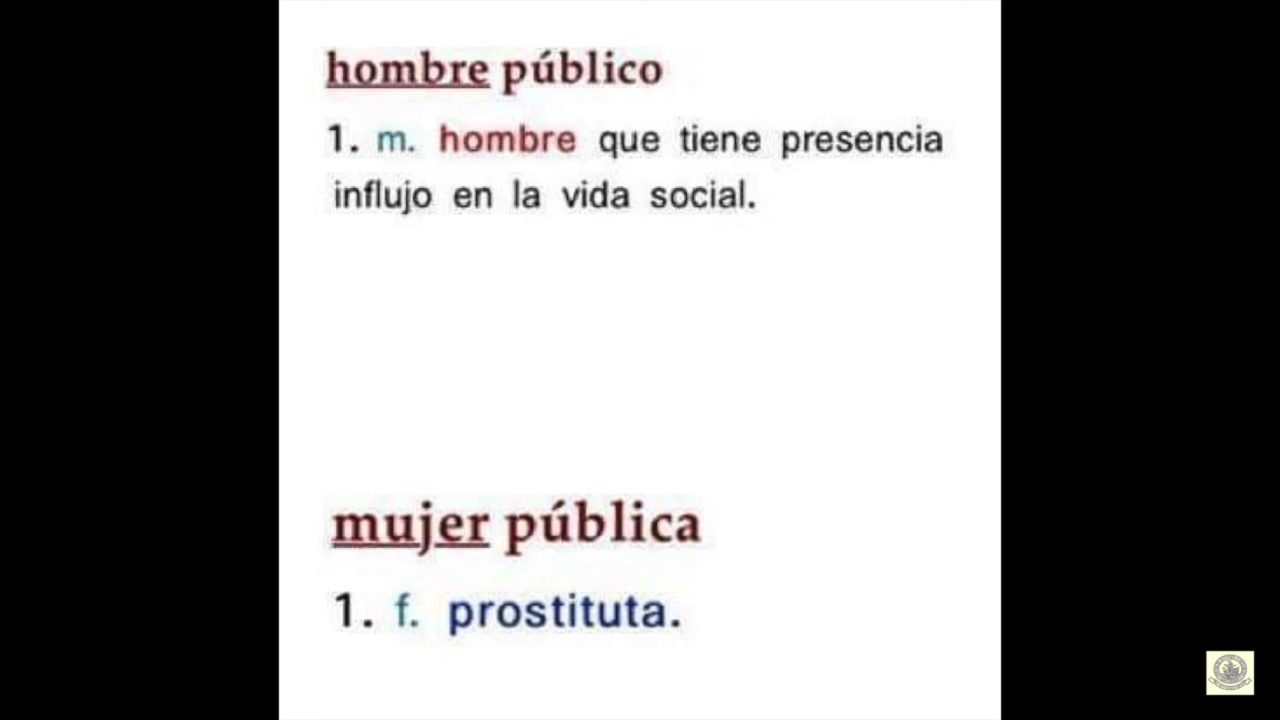 hombre público
1. m. hombre que tiene presencia
influjo en la vida social.
mujer pública
1. f. prostituta.